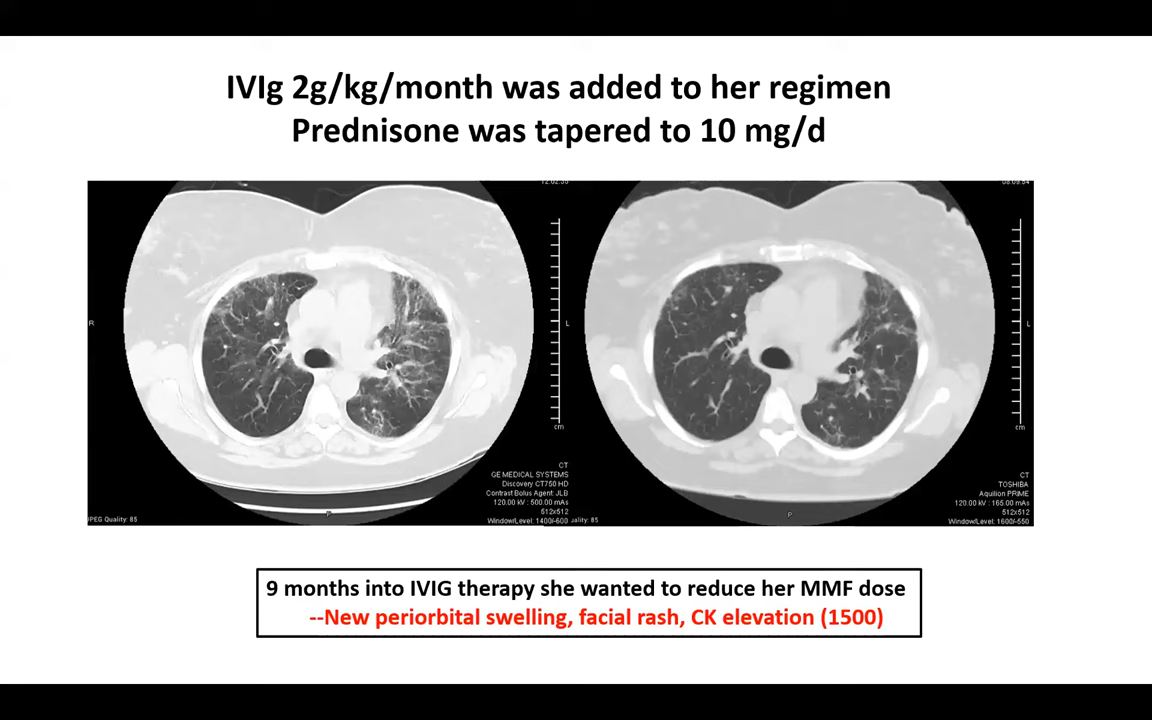 IVIg 2g/kg/month was added to her regimen
Prednisone was tapered to 10 mg/d
R
L
cm
CT
GE MEDICAL SYSTEMS
Discovery CT750 HD
Contrast Bolus Agent: JLB
120.00 kV : 500.00 mAs
512x512
Window/Level: 1400/-600
JPEG Quality: 85
P
L
cm
CT
TOSHIBA
Aquilion PRIME
120.00 kV : 165.00 mAs
512x512
Window/Level: 1600/-550
uality: 85
P
9 months into IVIG therapy she wanted to reduce her MMF dose
--New periorbital swelling, facial rash, CK elevation (1500)